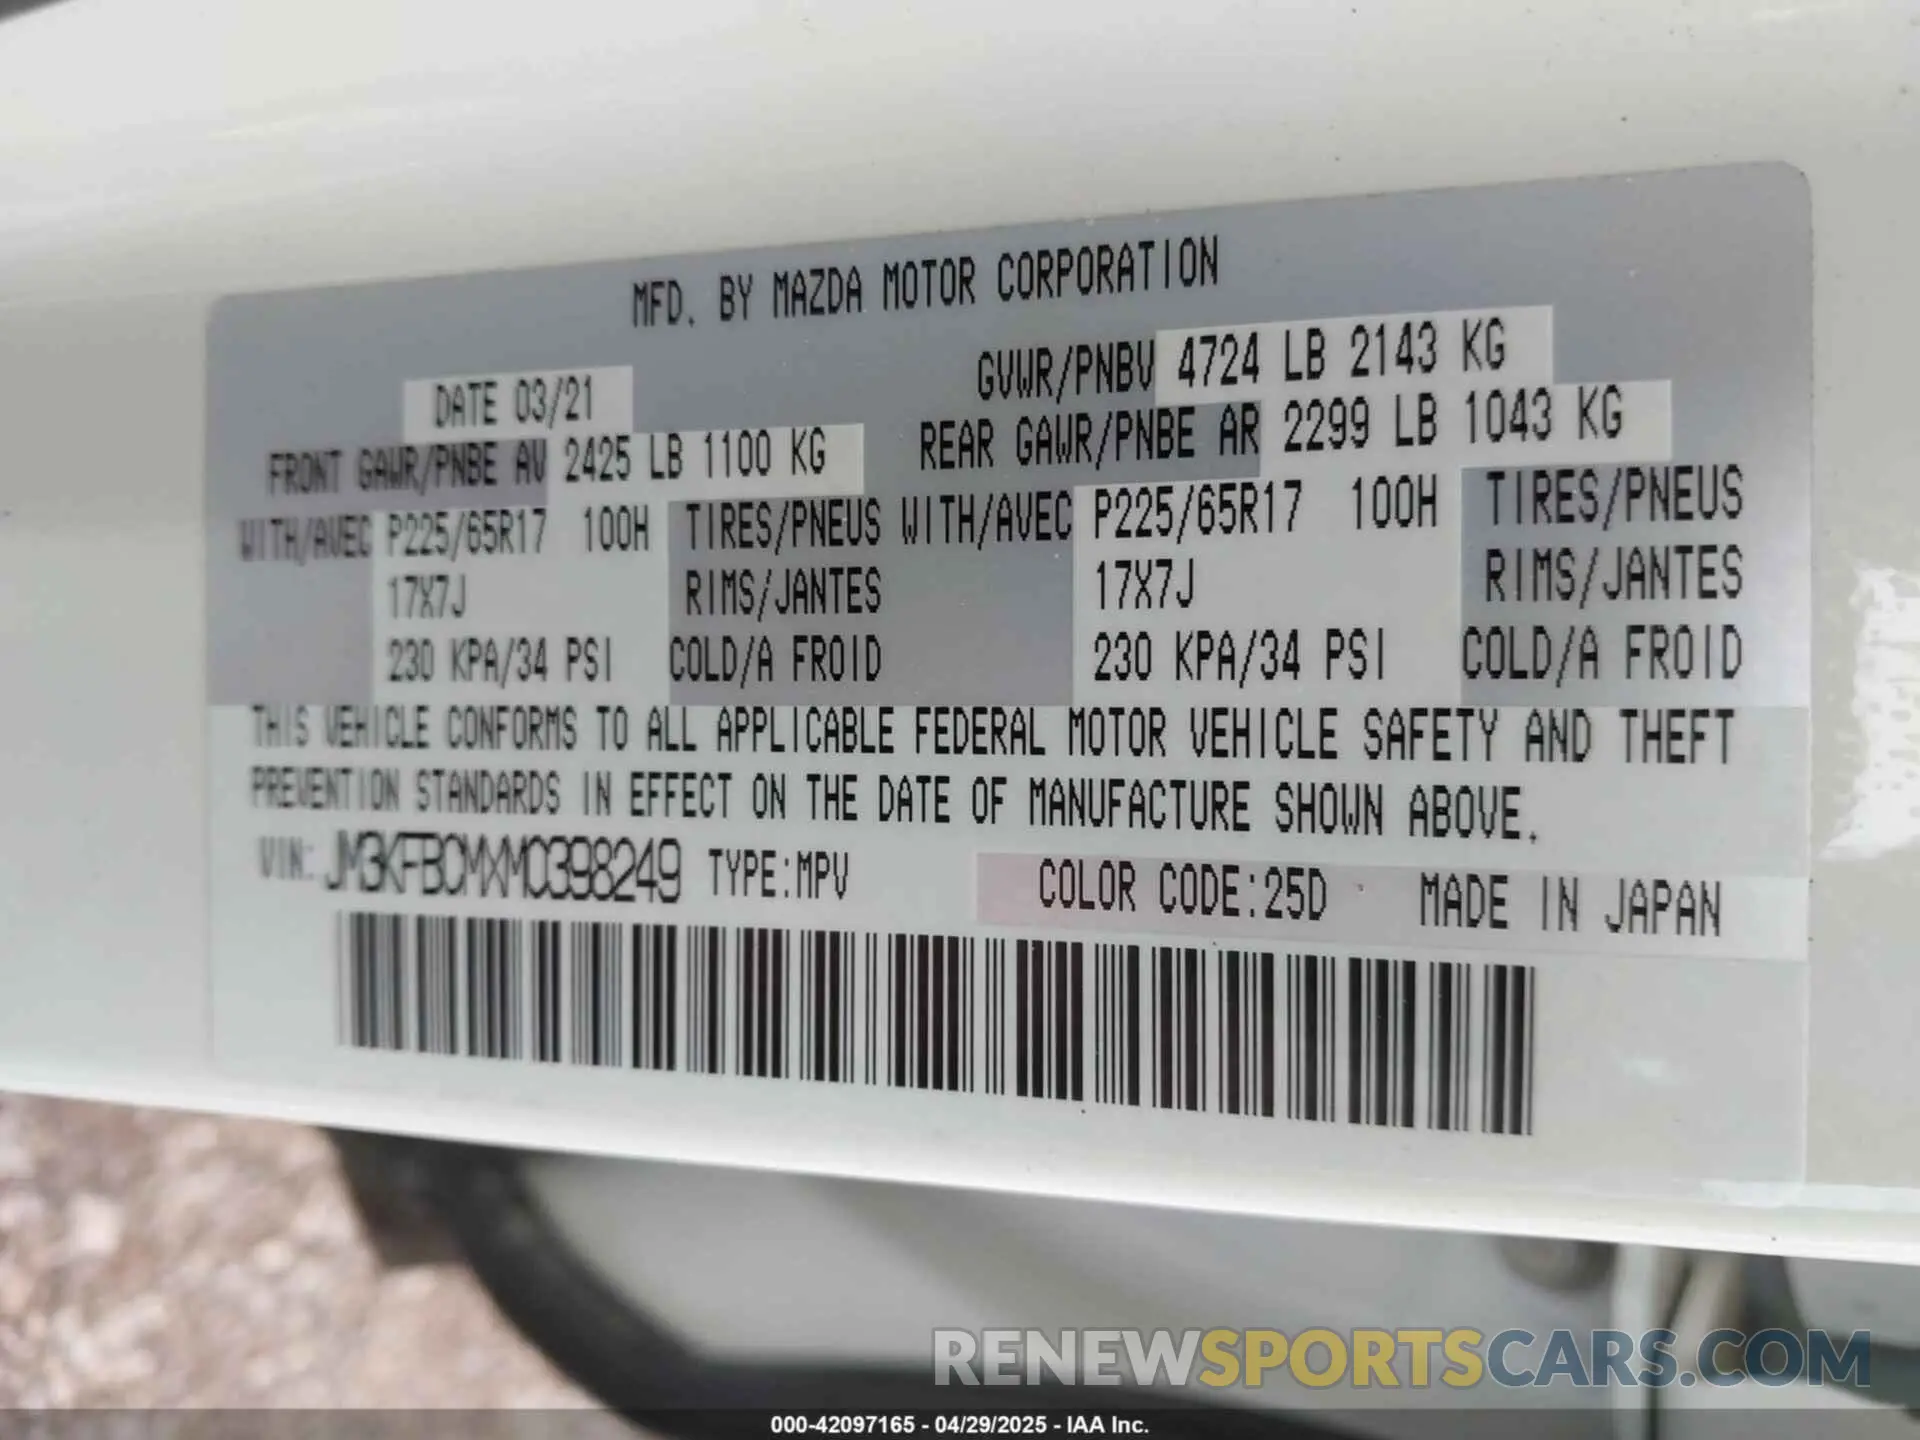 MFD. BY MAZDA MOTOR CORPORATION
DATE 03/21 GVWR/PNBV 4724 LB 2143 KG
FRONT GAWR/PNBE AV 2425 LB 1100 KG REAR GAWR/PNBE AR 2299 LB 1043 KG
WITH/AVEC P225/65R17 100H TIRES/PNEUS WITH/AVEC P225/65R17 100H TIRES/PNEUS
17X7J RIMS/JANTES 17X7J RIMS/JANTES
230 KPA/34 PSI COLD/A FROID 230 KPA/34 PSI COLD/A FROID
THIS VEHICLE CONFORMS TO ALL APPLICABLE FEDERAL MOTOR VEHICLE SAFETY AND THEFT
PREVENTION STANDARDS IN EFFECT ON THE DATE OF MANUFACTURE SHOWN ABOVE.
VIN: JM3KFBCMXM0398249 TYPE:MPV COLOR CODE:25D MADE IN JAPAN
RENEWSPORTSCARS.COM
000-42097165 - 04/29/2025 - IAA Inc.